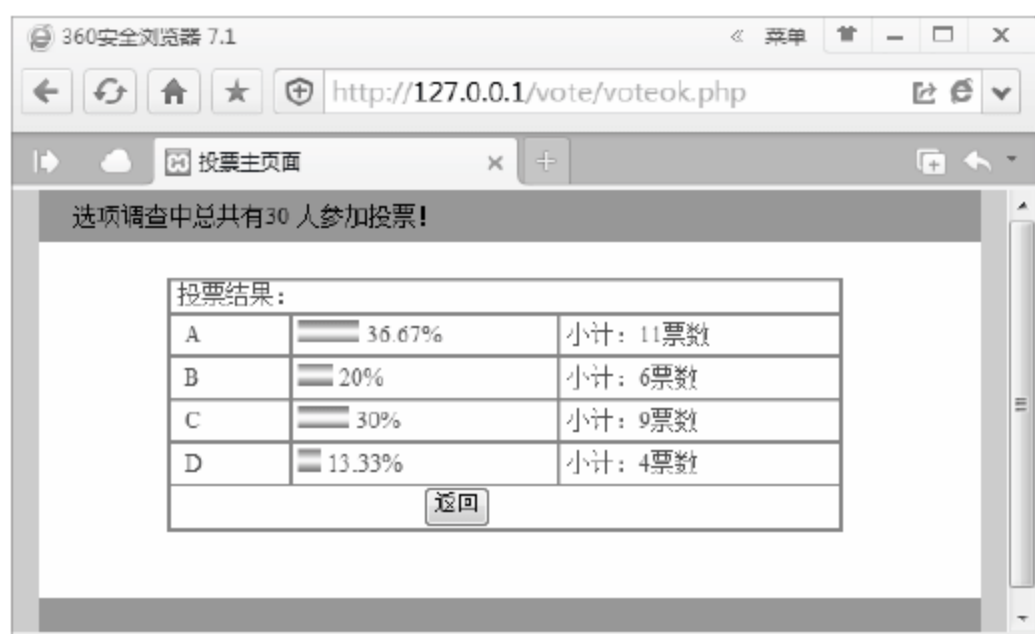 360安全浏览器 7.1
« 菜单
http://127.0.0.1/vote/voteok.php
投票主页面
选项调查中总共有30 人参加投票!
投票结果:
A 36.67% 小计:11票数
B 20% 小计:6票数
C 30% 小计:9票数
D 13.33% 小计:4票数
返回